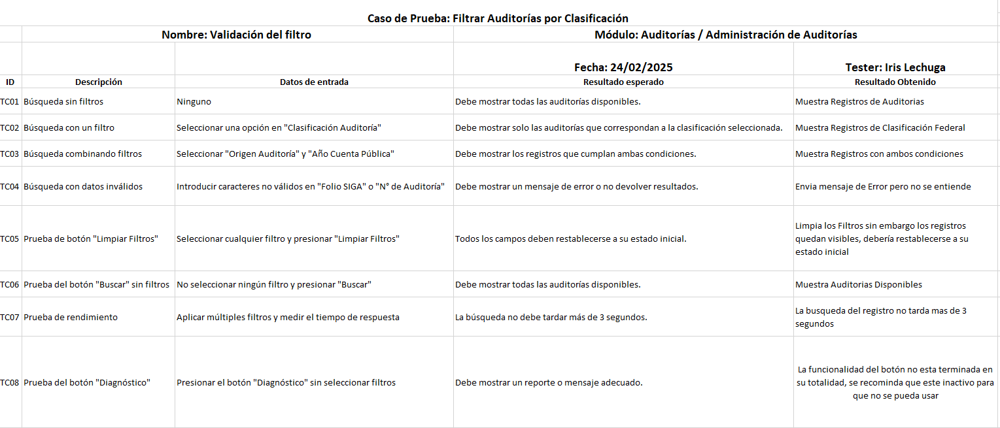 Caso de Prueba: Filtrar Auditorías por Clasificación
Nombre: Validación del filtro
Módulo: Auditorías / Administración de Auditorías
Fecha: 24/02/2025
Tester: Iris Lechuga
ID Descripción Datos de entrada Resultado esperado Resultado Obtenido
TC01 Búsqueda sin filtros Ninguno Debe mostrar todas las auditorías disponibles. Muestra Registros de Auditorias
TC02 Búsqueda con un filtro Seleccionar una opción en "Clasificación Auditoría" Debe mostrar solo las auditorías que correspondan a la clasificación seleccionada. Muestra Registros de Clasificación Federal
TC03 Búsqueda combinando filtros Seleccionar "Origen Auditoría" y "Año Cuenta Pública" Debe mostrar los registros que cumplan ambas condiciones. Muestra Registros con ambos condiciones
TC04 Búsqueda con datos inválidos Introducir caracteres no válidos en "Folio SIGA" o "N° de Auditoría" Debe mostrar un mensaje de error o no devolver resultados. Envia mensaje de Error pero no se entiende
TC05 Prueba de botón "Limpiar Filtros" Seleccionar cualquier filtro y presionar "Limpiar Filtros" Todos los campos deben restablecerse a su estado inicial. Limpia los Filtros sin embargo los registros
quedan visibles, debería restablecerse a su
estado inicial
TC06 Prueba del botón "Buscar" sin filtros No seleccionar ningún filtro y presionar "Buscar" Debe mostrar todas las auditorías disponibles. Muestra Auditorias Disponibles
TC07 Prueba de rendimiento Aplicar múltiples filtros y medir el tiempo de respuesta La búsqueda no debe tardar más de 3 segundos. La busqueda del registro no tarda mas de 3
segundos
TC08 Prueba del botón "Diagnóstico" Presionar el botón "Diagnóstico" sin seleccionar filtros Debe mostrar un reporte o mensaje adecuado. La funcionalidad del botón no esta terminada en
su totalidad, se recominda que este inactivo para
que no se pueda usar